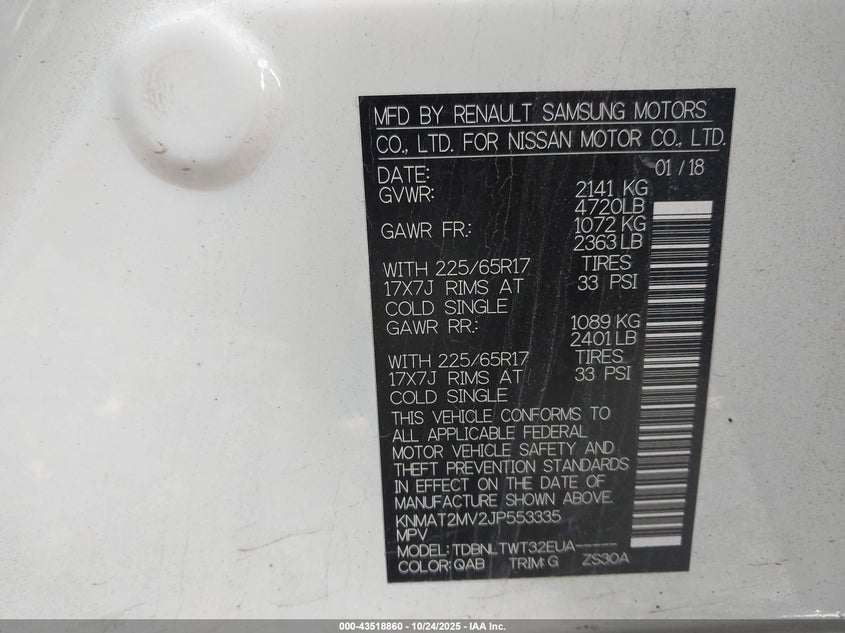 MFD BY RENAULT SAMSUNG MOTORS
CO., LTD. FOR NISSAN MOTOR CO., LTD.
DATE: 01 / 18
GVWR: 2141 KG
4720LB
GAWR FR.: 1072 KG
2363 LB
WITH 225/65R17 TIRES
17X7J RIMS AT 33 PSI
COLD SINGLE
GAWR RR.: 1089 KG
2401 LB
WITH 225/65R17 TIRES
17X7J RIMS AT 33 PSI
COLD SINGLE
THIS VEHICLE CONFORMS TO
ALL APPLICABLE FEDERAL
MOTOR VEHICLE SAFETY AND
THEFT PREVENTION STANDARDS
IN EFFECT ON THE DATE OF
MANUFACTURE SHOWN ABOVE.
KNMAT2MV2JP553335
MPV
MODEL: TDBNLTWT32EUA-----
COLOR: QAB TRIM: G ZS30A
000-43518860 - 10/24/2025 - IAA Inc.